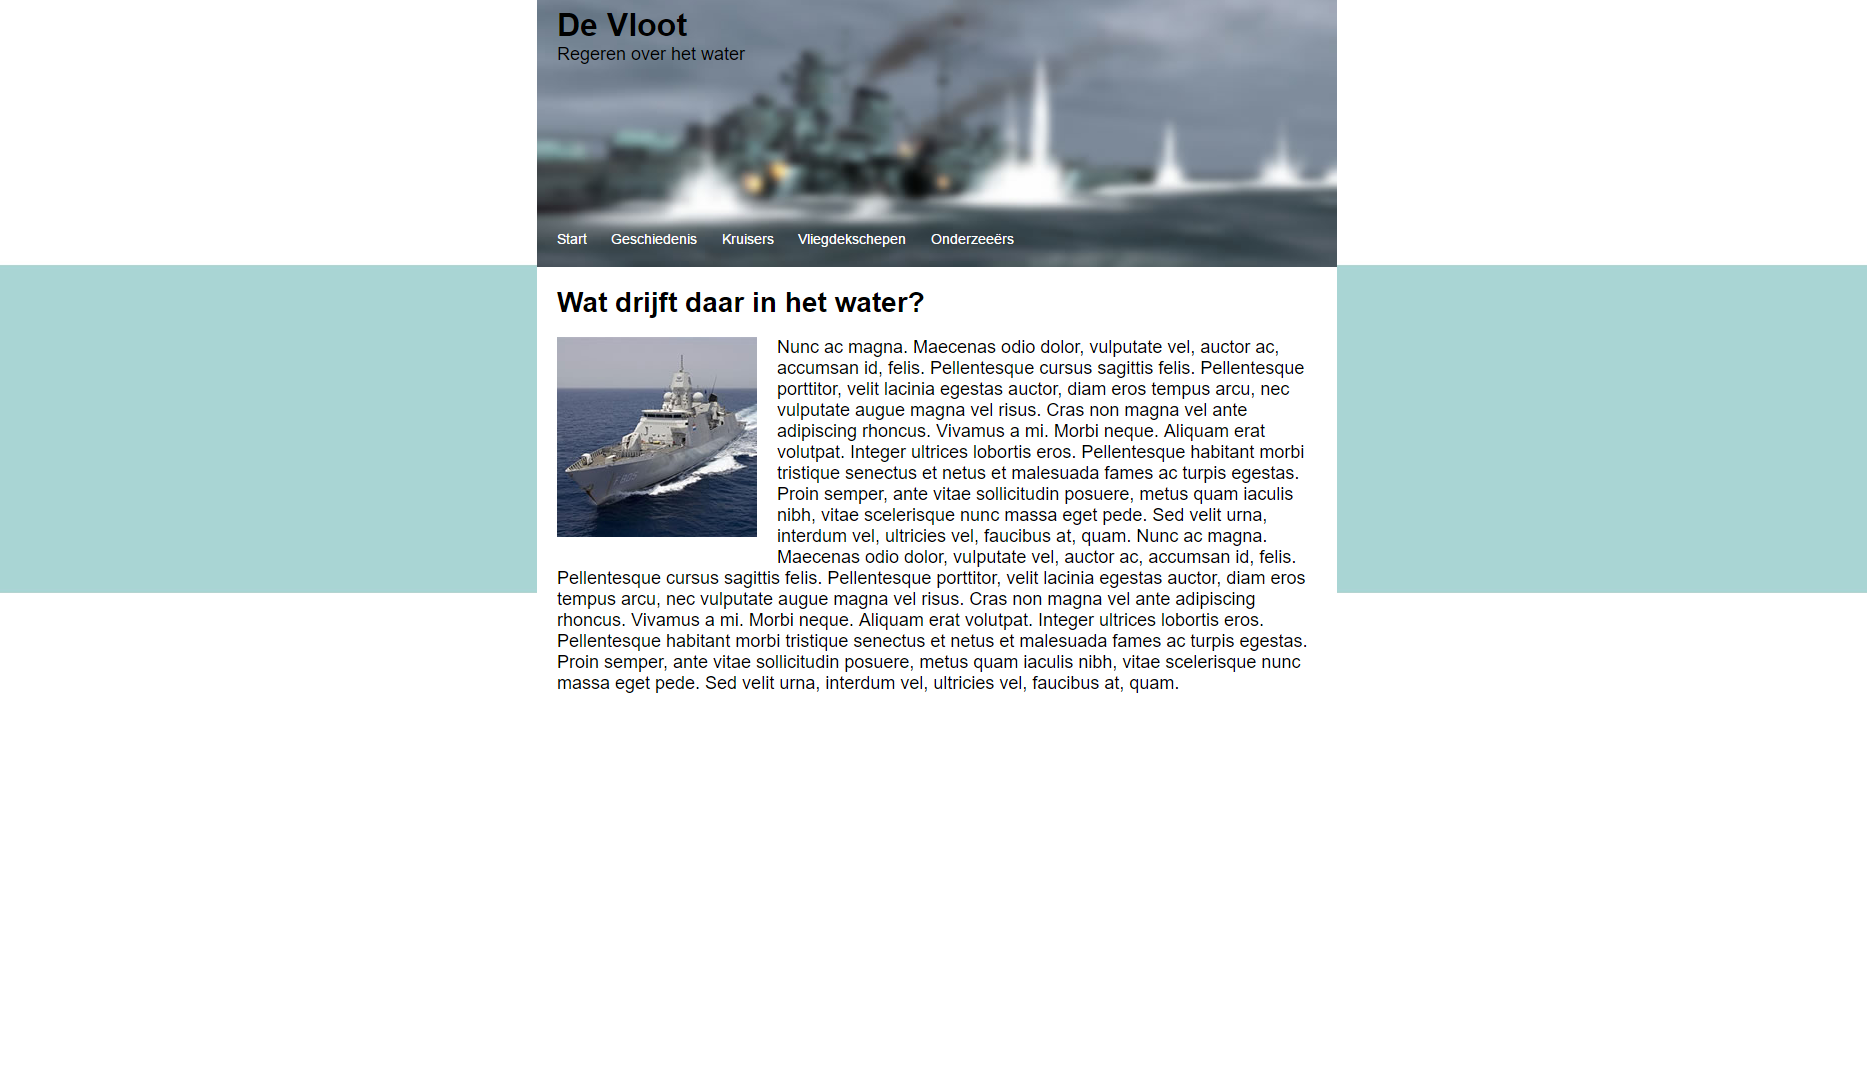 De Vloot
Regeren over het water
Start Geschiedenis Kruisers Vliegdekschepen Onderzeeërs
Wat drijft daar in het water?
Nunc ac magna. Maecenas odio dolor, vulputate vel, auctor ac,
accumsan id, felis. Pellentesque cursus sagittis felis. Pellentesque
porttitor, velit lacinia egestas auctor, diam eros tempus arcu, nec
vulputate augue magna vel risus. Cras non magna vel ante
adipiscing rhoncus. Vivamus a mi. Morbi neque. Aliquam erat
volutpat. Integer ultrices lobortis eros. Pellentesque habitant morbi
tristique senectus et netus et malesuada fames ac turpis egestas.
Proin semper, ante vitae sollicitudin posuere, metus quam iaculis
nibh, vitae scelerisque nunc massa eget pede. Sed velit urna,
interdum vel, ultricies vel, faucibus at, quam. Nunc ac magna.
Maecenas odio dolor, vulputate vel, auctor ac, accumsan id, felis.
Pellentesque cursus sagittis felis. Pellentesque porttitor, velit lacinia egestas auctor, diam eros
tempus arcu, nec vulputate augue magna vel risus. Cras non magna vel ante adipiscing
rhoncus. Vivamus a mi. Morbi neque. Aliquam erat volutpat. Integer ultrices lobortis eros.
Pellentesque habitant morbi tristique senectus et netus et malesuada fames ac turpis egestas.
Proin semper, ante vitae sollicitudin posuere, metus quam iaculis nibh, vitae scelerisque nunc
massa eget pede. Sed velit urna, interdum vel, ultricies vel, faucibus at, quam.